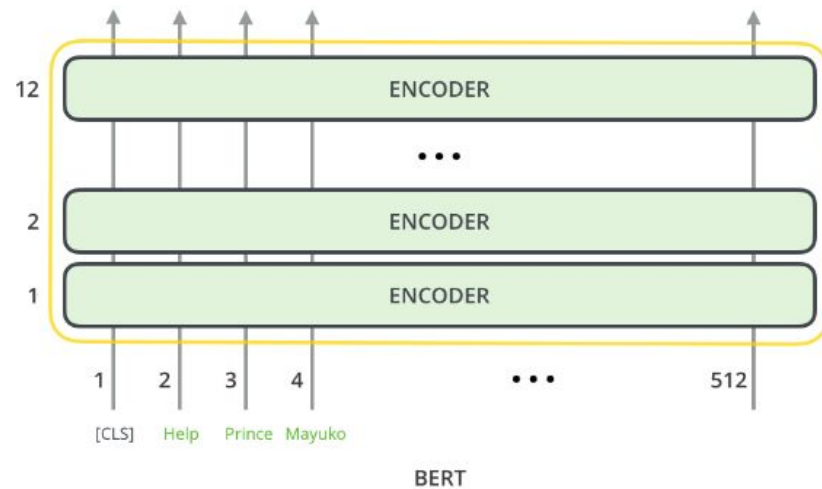 12 ENCODER
...
2 ENCODER
1 ENCODER
1 2 3 4 ... 512
[CLS] Help Prince Mayuko
BERT